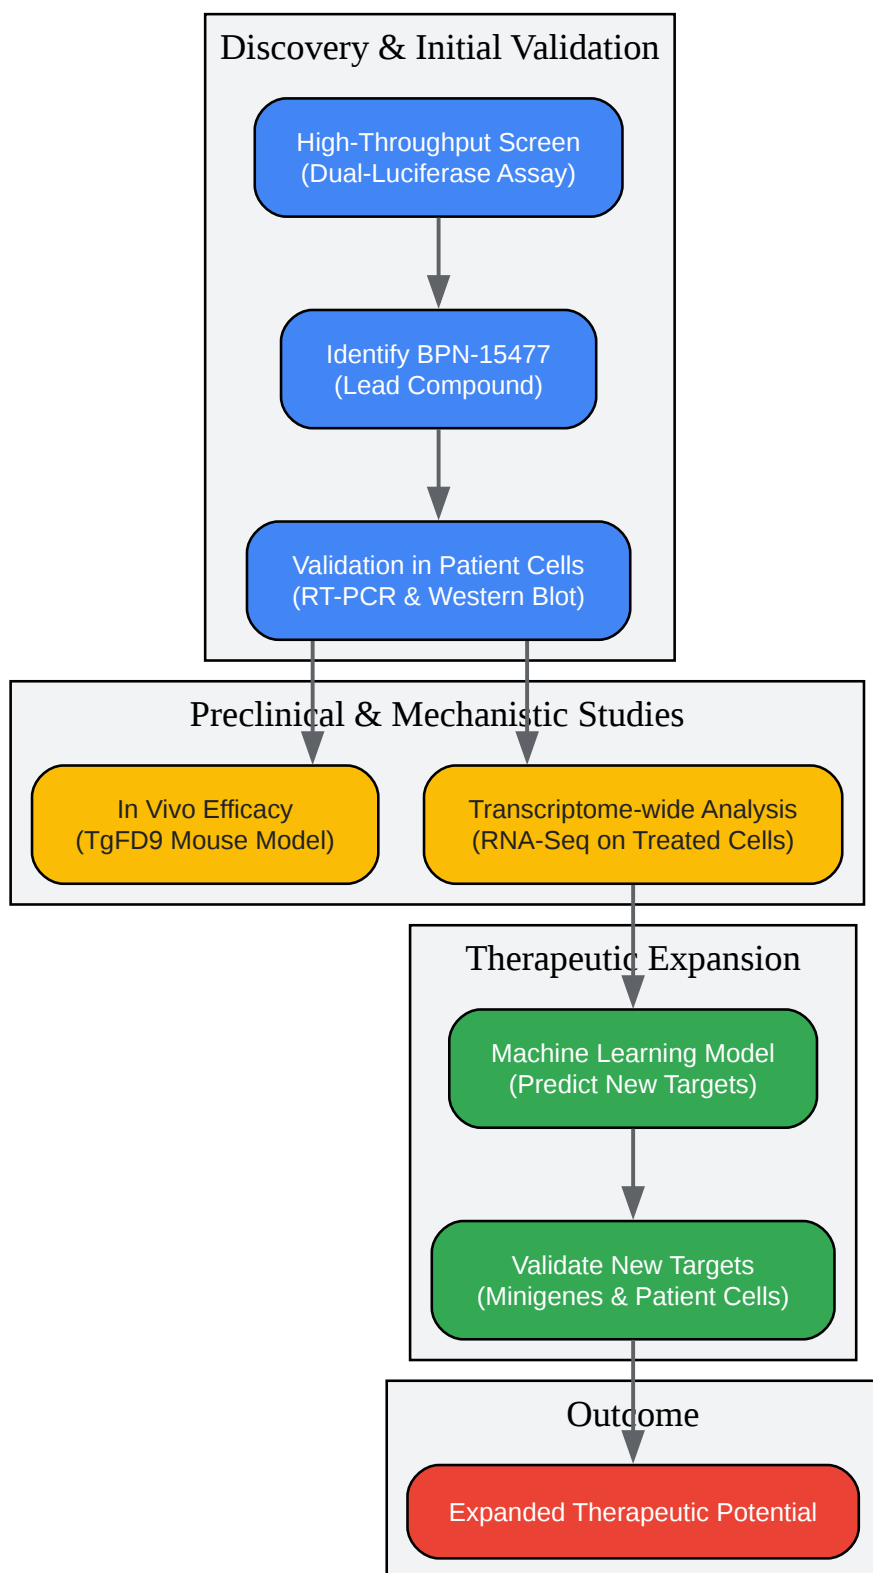 Discovery & Initial Validation
High-Throughput Screen
(Dual-Luciferase Assay)
Identify BPN-15477
(Lead Compound)
Validation in Patient Cells
(RT-PCR & Western Blot)
Preclinical & Mechanistic Studies
In Vivo Efficacy
(TgFD9 Mouse Model)
Transcriptome-wide Analysis
(RNA-Seq on Treated Cells)
Therapeutic Expansion
Machine Learning Model
(Predict New Targets)
Validate New Targets
(Minigenes & Patient Cells)
Outcome
Expanded Therapeutic Potential